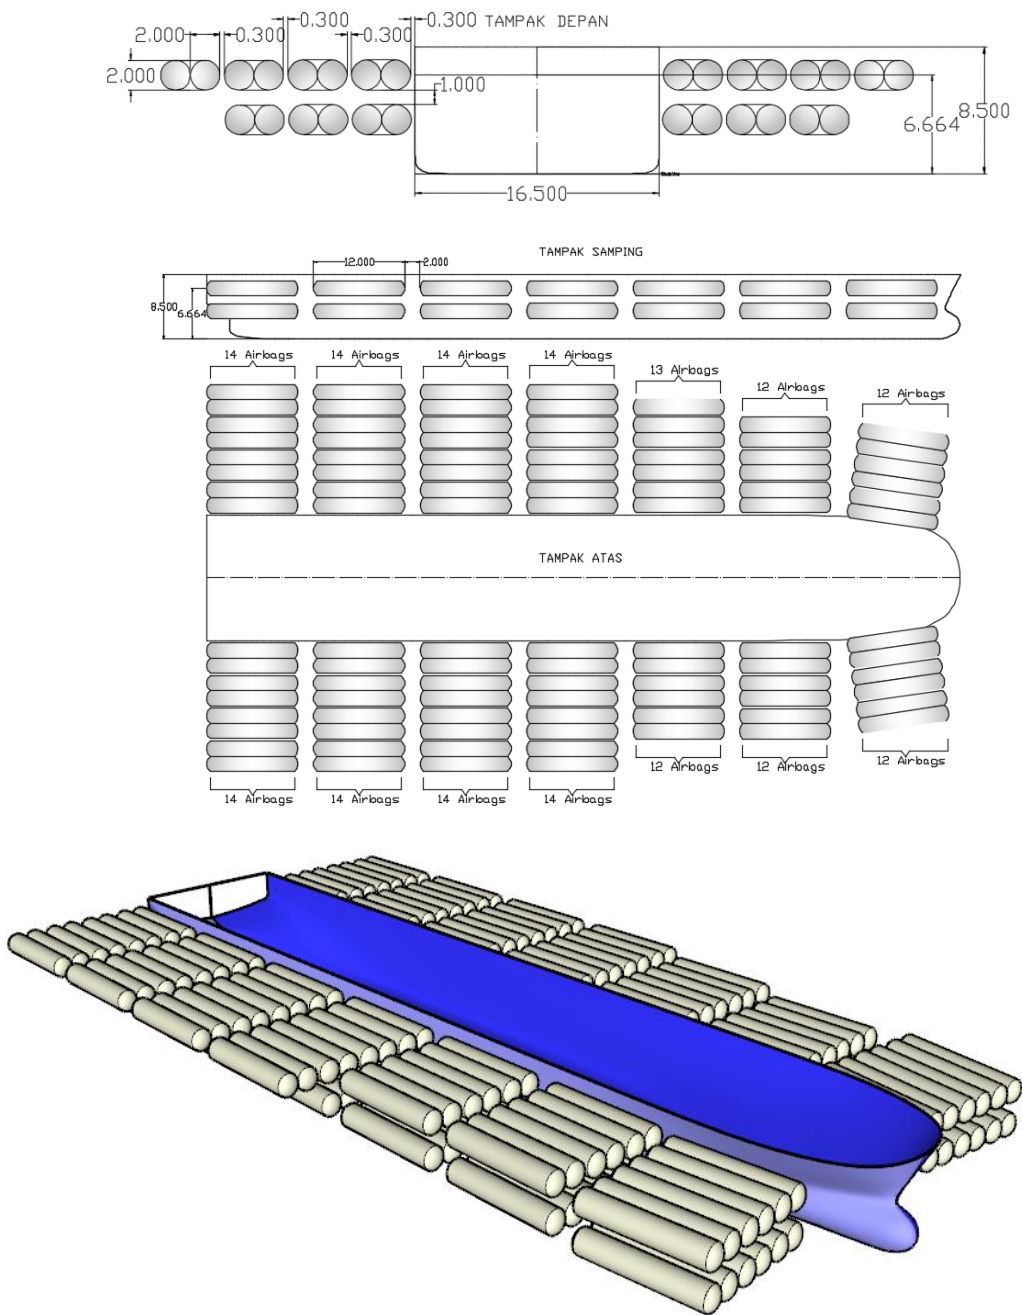 0.300
0.300
TAMPAK DEPAN
2.000
0.300
0.300
2.000
1.000
6.664
8.500
16.500
TAMPAK SAMPING
12.000
2.000
8.500
6.664
14 Airbags
14 Airbags
14 Airbags
14 Airbags
13 Airbags
12 Airbags
12 Airbags
TAMPAK ATAS
14 Airbags
14 Airbags
14 Airbags
14 Airbags
12 Airbags
12 Airbags
12 Airbags